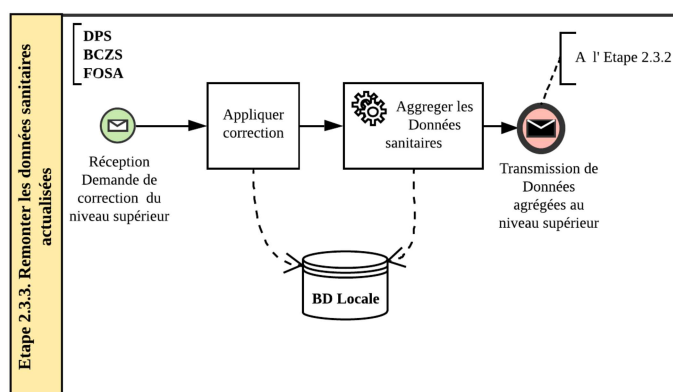 Etape 2.3.3. Remonter les données sanitaires
actualisées
DPS
BCZS
FOSA
A l' Etape 2.3.2
Réception
Demande de
correction du
niveau supérieur
Appliquer
correction
Aggreger les
Données
sanitaires
Transmission de
Données
agrégées au
niveau supérieur
BD Locale